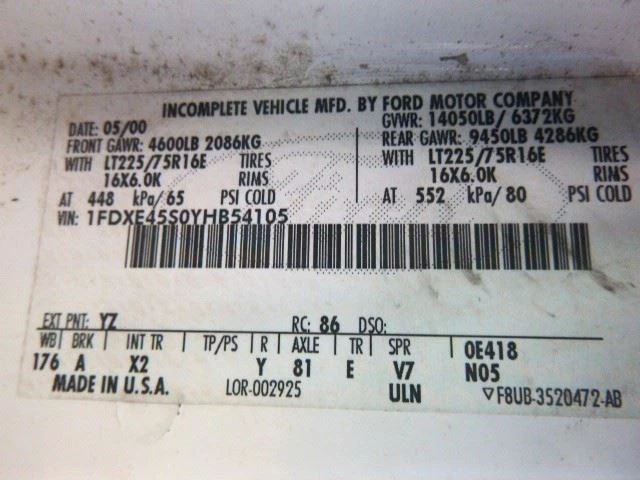 INCOMPLETE VEHICLE MFD. BY FORD MOTOR COMPANY
DATE: 05/00 GVWR: 14050LB/ 6372KG
FRONT GAWR: 4600LB 2086KG REAR GAWR: 9450LB 4286KG
WITH LT225/75R16E TIRES WITH LT225/75R16E TIRES
16X6.0K RIMS 16X6.0K RIMS
AT 448 kPa/ 65 PSI COLD AT 552 kPa/ 80 PSI COLD
VIN: 1FDXE45S0YHB54105
EXT PNT: YZ RC: 86 DSO:
WB BRK INT TR TP/PS R AXLE TR SPR 0E418
176 A X2 Y 81 E V7 N05
MADE IN U.S.A. LOR-002925 ULN ▽F8UB-3520472-AB